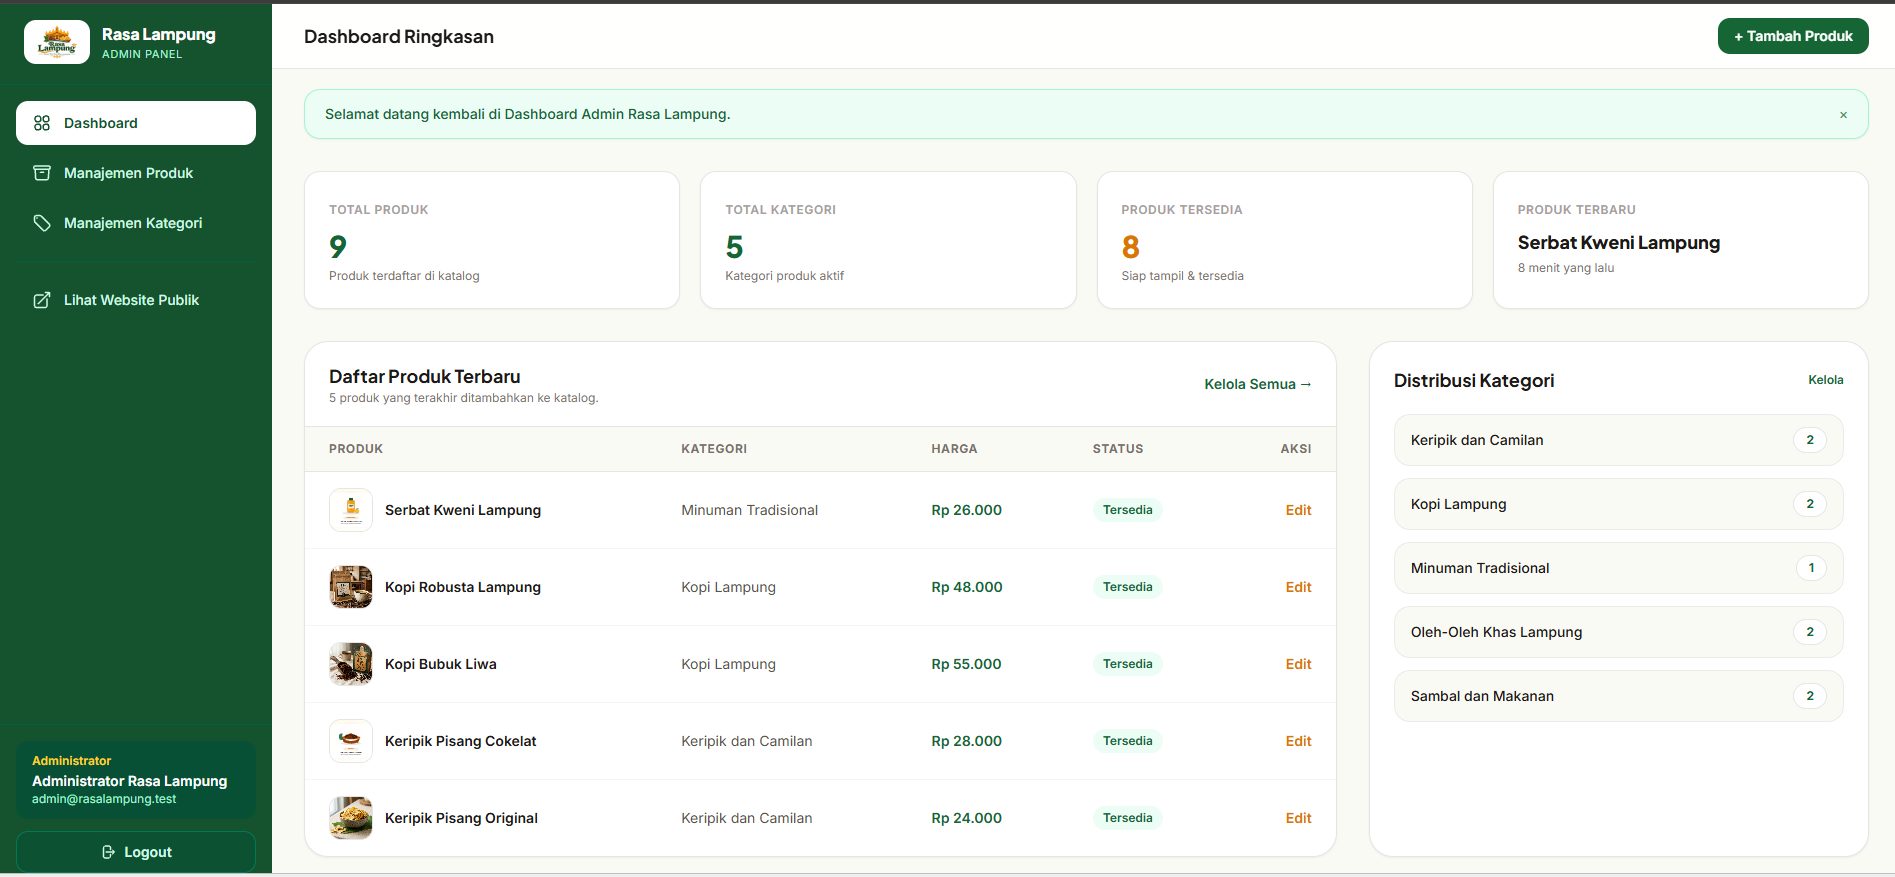 Rasa Lampung
Rasa Lampung
ADMIN PANEL
Dashboard
Manajemen Produk
Manajemen Kategori
Lihat Website Publik
Administrator
Administrator Rasa Lampung
admin@rasalampung.test
Logout
Dashboard Ringkasan
+ Tambah Produk
Selamat datang kembali di Dashboard Admin Rasa Lampung.
×
TOTAL PRODUK
9
Produk terdaftar di katalog
TOTAL KATEGORI
5
Kategori produk aktif
PRODUK TERSEDIA
8
Siap tampil & tersedia
PRODUK TERBARU
Serbat Kweni Lampung
8 menit yang lalu
Daftar Produk Terbaru
5 produk yang terakhir ditambahkan ke katalog.
Kelola Semua →
PRODUK KATEGORI HARGA STATUS AKSI
Serbat Kweni Lampung Minuman Tradisional Rp 26.000 Tersedia Edit
Kopi Robusta Lampung Kopi Lampung Rp 48.000 Tersedia Edit
Kopi Bubuk Liwa Kopi Lampung Rp 55.000 Tersedia Edit
Keripik Pisang Cokelat Keripik dan Camilan Rp 28.000 Tersedia Edit
Keripik Pisang Original Keripik dan Camilan Rp 24.000 Tersedia Edit
Distribusi Kategori
Kelola
Keripik dan Camilan 2
Kopi Lampung 2
Minuman Tradisional 1
Oleh-Oleh Khas Lampung 2
Sambal dan Makanan 2